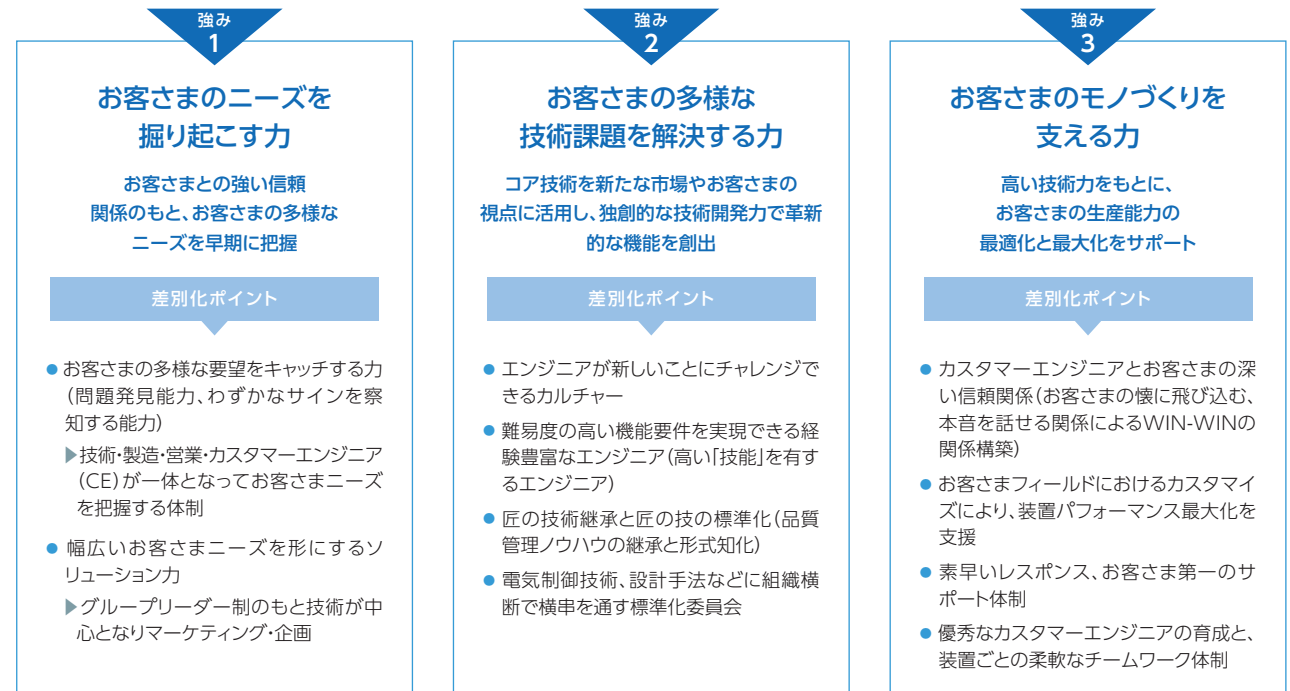 強み
1
お客さまのニーズを
掘り起こす力
お客さまとの強い信頼
関係のもと、お客さまの多様な
ニーズを早期に把握
差別化ポイント
● お客さまの多様な要望をキャッチする力
(問題発見能力、わずかなサインを察
知する能力)
▶技術・製造・営業・カスタマーエンジニア
(CE)が一体となってお客さまニーズ
を把握する体制
● 幅広いお客さまニーズを形にするソ
リューション力
▶グループリーダー制のもと技術が中
心となりマーケティング・企画
強み
2
お客さまの多様な
技術課題を解決する力
コア技術を新たな市場やお客さまの
視点に活用し、独創的な技術開発力で革新
的な機能を創出
差別化ポイント
● エンジニアが新しいことにチャレンジで
きるカルチャー
● 難易度の高い機能要件を実現できる経
験豊富なエンジニア(高い「技能」を有す
るエンジニア)
● 匠の技術継承と匠の技の標準化(品質
管理ノウハウの継承と形式知化)
● 電気制御技術、設計手法などに組織横
断で横串を通す標準化委員会
強み
3
お客さまのモノづくりを
支える力
高い技術力をもとに、
お客さまの生産能力の
最適化と最大化をサポート
差別化ポイント
● カスタマーエンジニアとお客さまの深
い信頼関係(お客さまの懐に飛び込む、
本音を話せる関係によるWIN-WINの
関係構築)
● お客さまフィールドにおけるカスタマイ
ズにより、装置パフォーマンス最大化を
支援
● 素早いレスポンス、お客さま第一のサ
ポート体制
● 優秀なカスタマーエンジニアの育成と、
装置ごとの柔軟なチームワーク体制